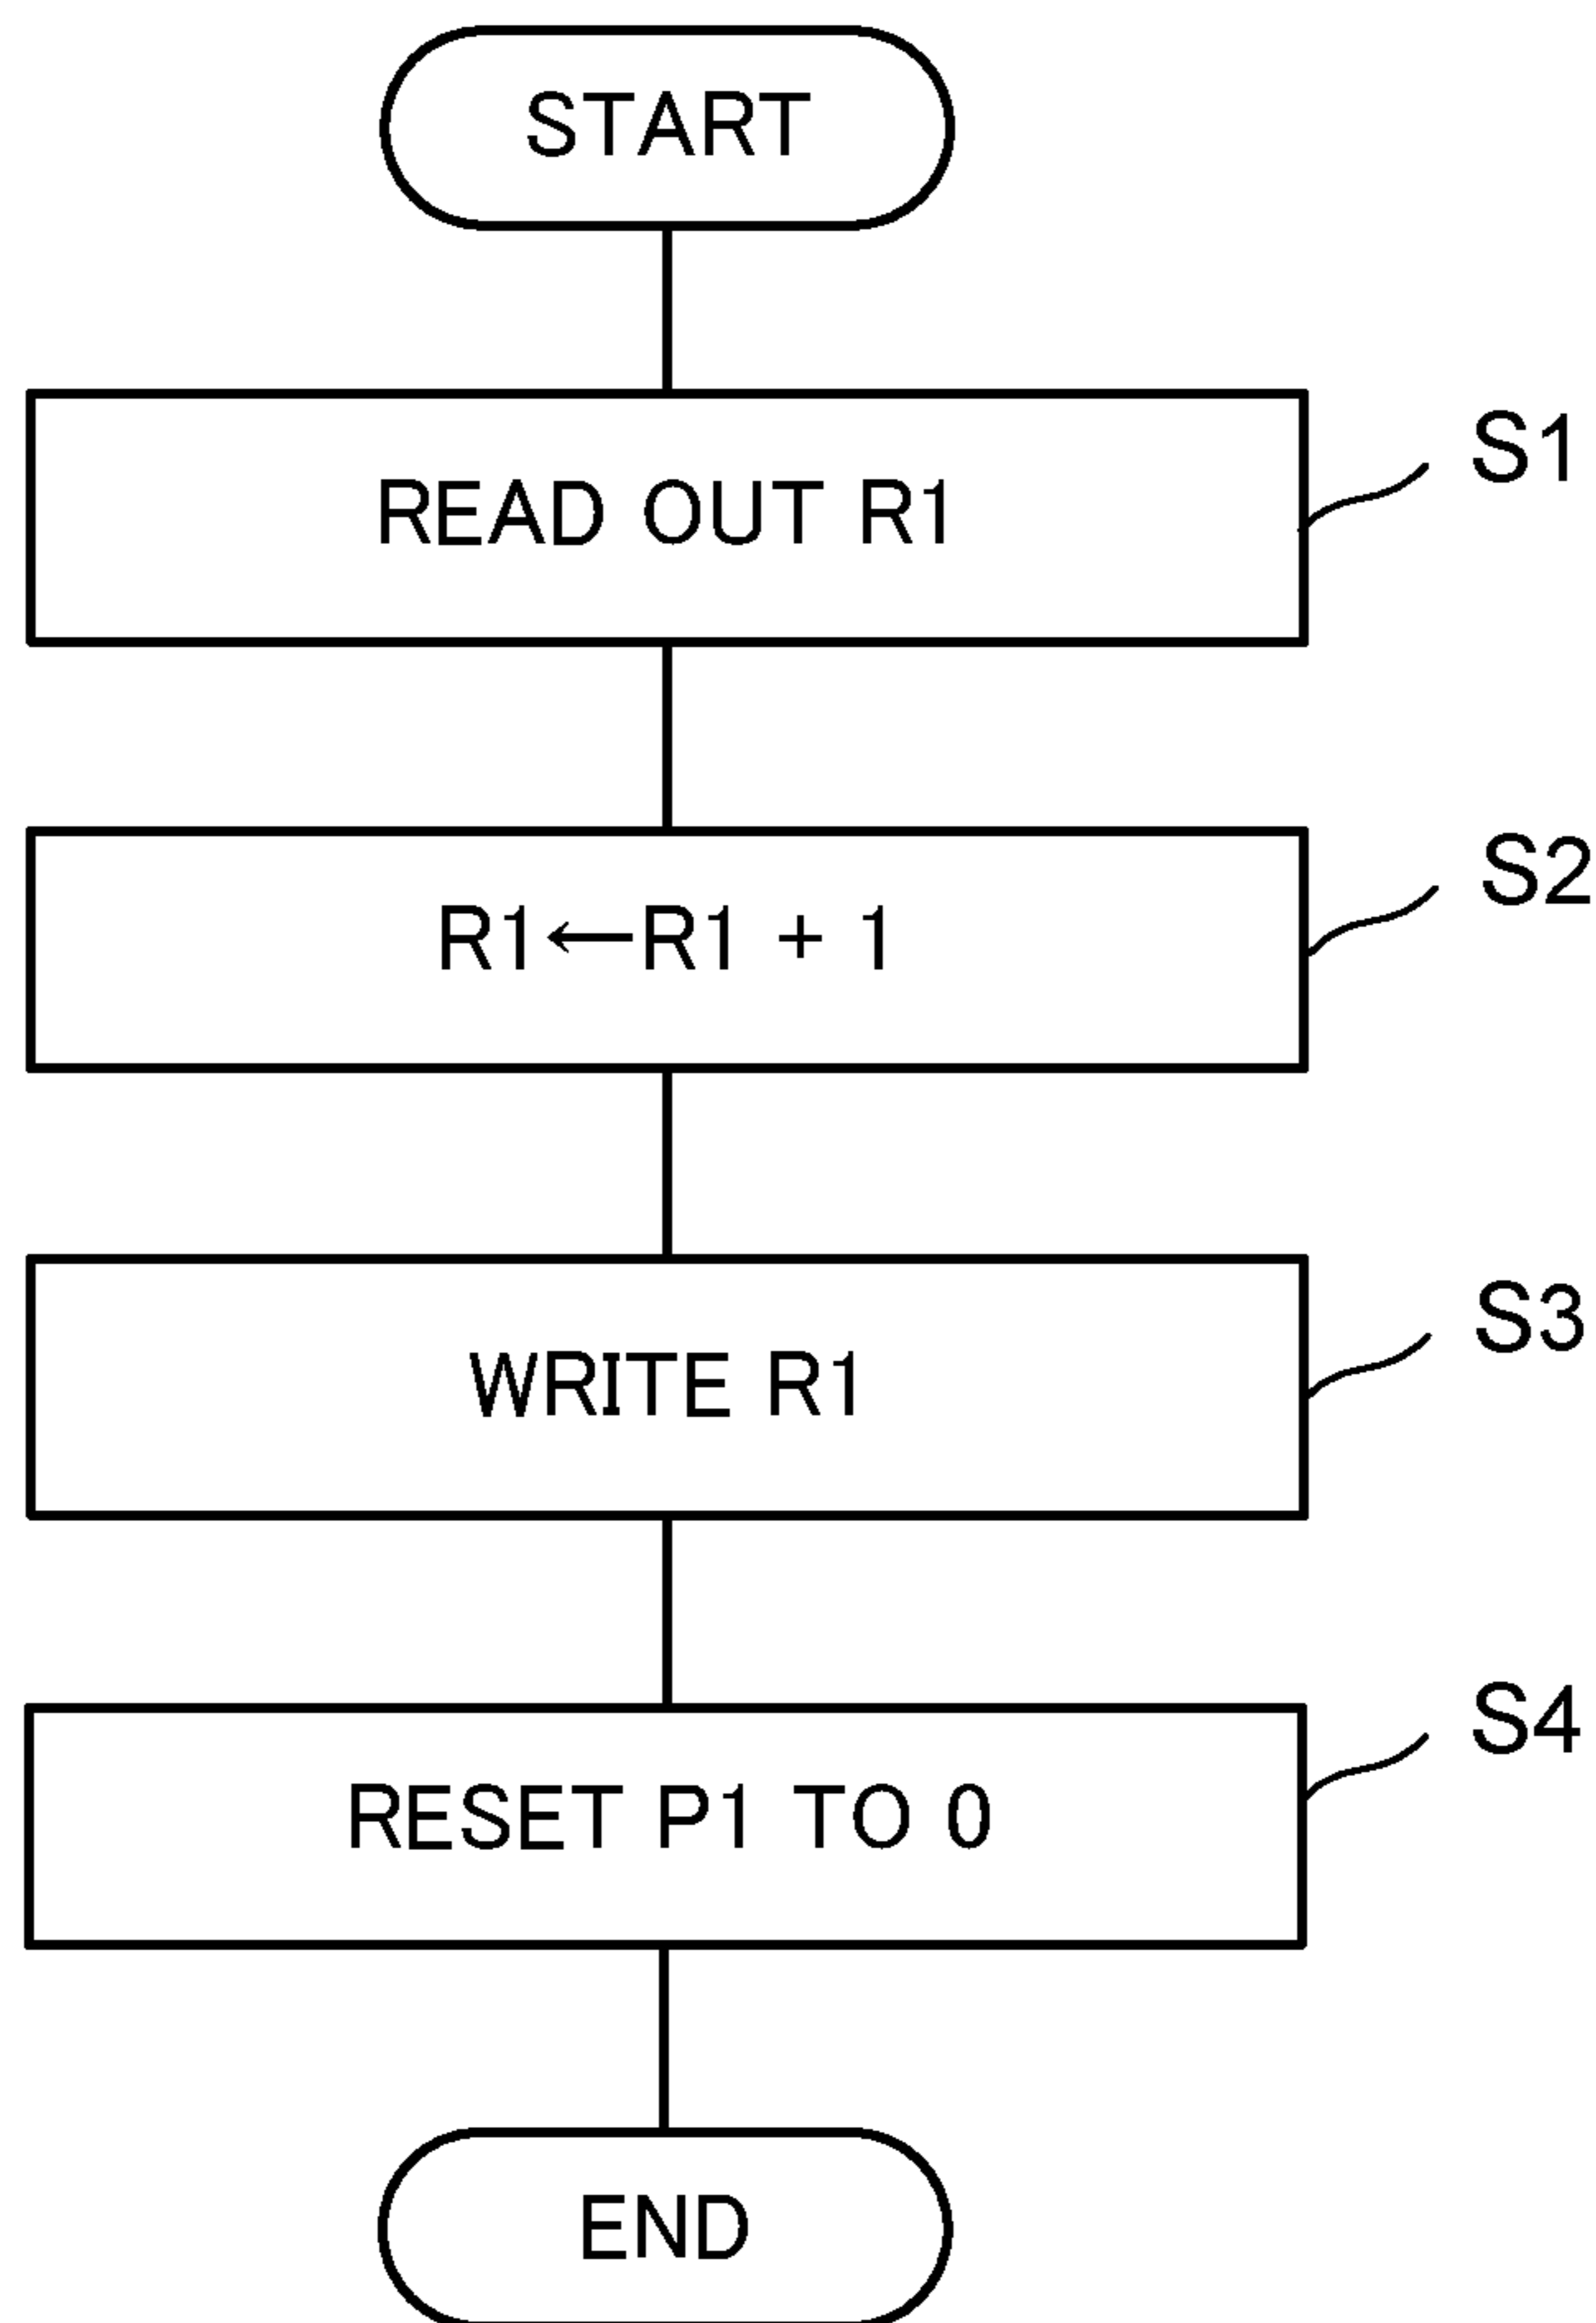 START
READ OUT R1
S1
R1←R1 + 1
S2
WRITE R1
S3
RESET P1 TO 0
S4
END